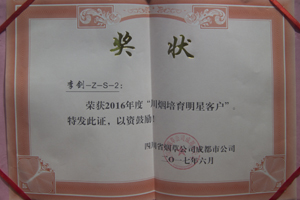 奖状
李剑-Z-S-2：
荣获2016年度“川烟培育明星客户”，
特发此证，以资鼓励！
四川省烟草公司成都市公司
二〇一七年六月